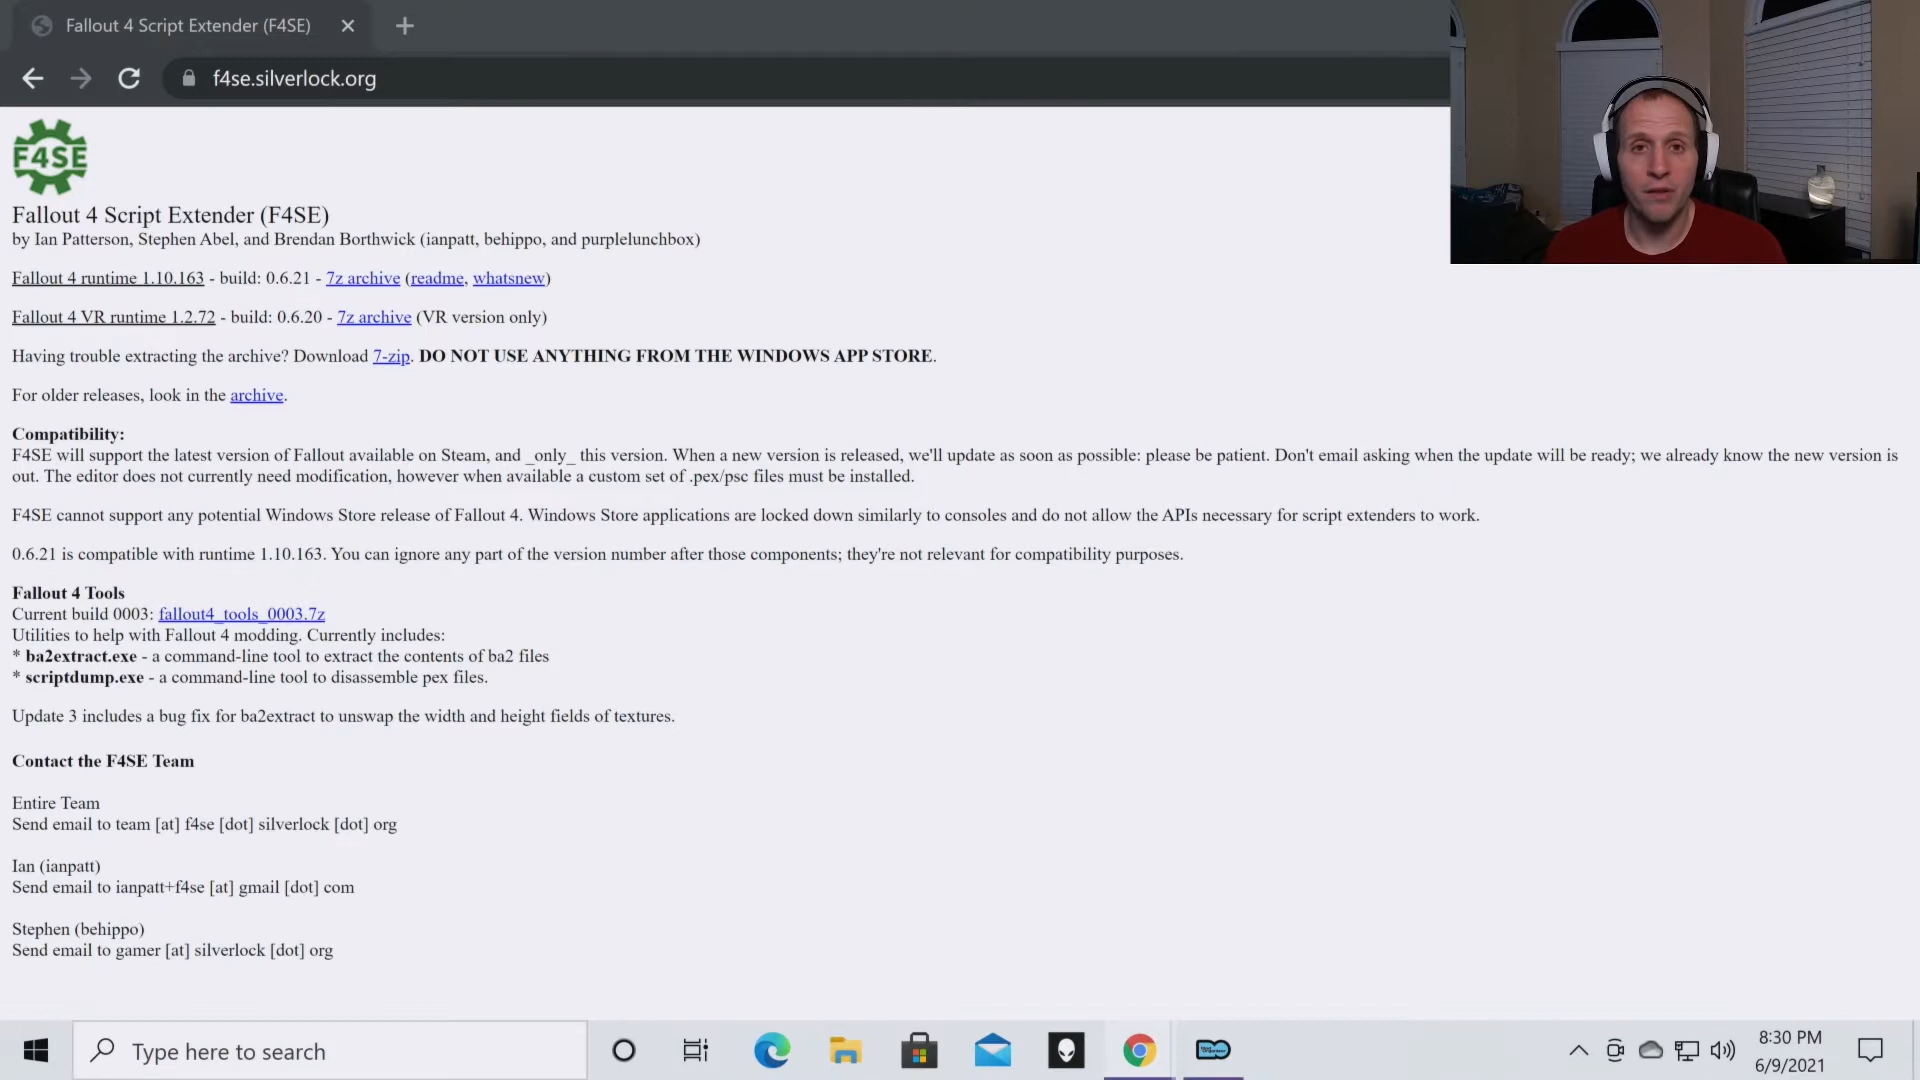 Fallout 4 Script Extender (F4SE)
f4se.silverlock.org
F4SE
Fallout 4 Script Extender (F4SE)
by Ian Patterson, Stephen Abel, and Brendan Borthwick (ianpatt, behippo, and purplelunchbox)
Fallout 4 runtime 1.10.163 - build: 0.6.21 - 7z archive (readme, whatsnew)
Fallout 4 VR runtime 1.2.72 - build: 0.6.20 - 7z archive (VR version only)
Having trouble extracting the archive? Download 7-zip. DO NOT USE ANYTHING FROM THE WINDOWS APP STORE.
For older releases, look in the archive.
Compatibility:
F4SE will support the latest version of Fallout available on Steam, and _only_ this version. When a new version is released, we'll update as soon as possible: please be patient. Don't email asking when the update will be ready; we already know the new version is
out. The editor does not currently need modification, however when available a custom set of .pex/psc files must be installed.
F4SE cannot support any potential Windows Store release of Fallout 4. Windows Store applications are locked down similarly to consoles and do not allow the APIs necessary for script extenders to work.
0.6.21 is compatible with runtime 1.10.163. You can ignore any part of the version number after those components; they're not relevant for compatibility purposes.
Fallout 4 Tools
Current build 0003: fallout4_tools_0003.7z
Utilities to help with Fallout 4 modding. Currently includes:
* ba2extract.exe - a command-line tool to extract the contents of ba2 files
* scriptdump.exe - a command-line tool to disassemble pex files.
Update 3 includes a bug fix for ba2extract to unswap the width and height fields of textures.
Contact the F4SE Team
Entire Team
Send email to team [at] f4se [dot] silverlock [dot] org
Ian (ianpatt)
Send email to ianpatt+f4se [at] gmail [dot] com
Stephen (behippo)
Send email to gamer [at] silverlock [dot] org
Type here to search
8:30 PM
6/9/2021